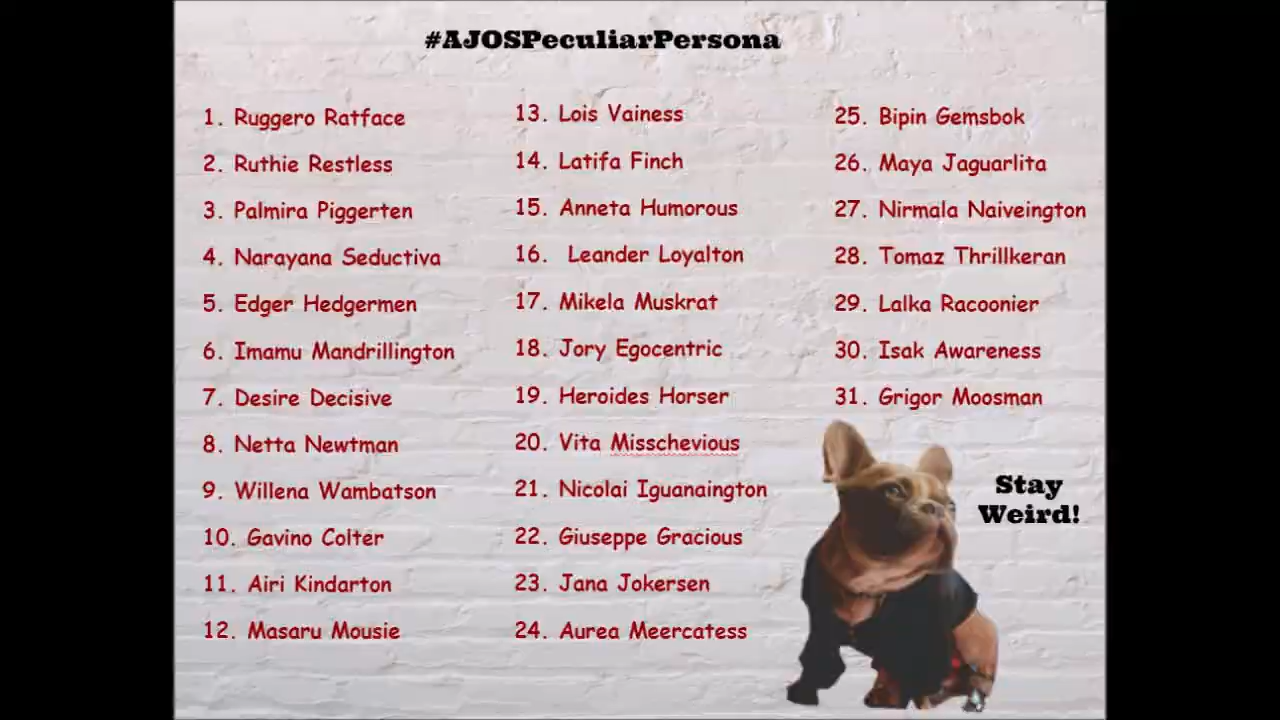 #AJOSPeculiarPersona
1. Ruggero Ratface
2. Ruthie Restless
3. Palmira Piggerten
4. Narayana Seductiva
5. Edger Hedgermen
6. Imamu Mandrillington
7. Desire Decisive
8. Netta Newtman
9. Willena Wambatson
10. Gavino Colter
11. Airi Kindarton
12. Masaru Mousie
13. Lois Vainess
14. Latifa Finch
15. Anneta Humorous
16. Leander Loyalton
17. Mikela Muskrat
18. Jory Egocentric
19. Heroides Horser
20. Vita Misschevious
21. Nicolai Iguanaington
22. Giuseppe Gracious
23. Jana Jokersen
24. Aurea Meercatess
25. Bipin Gemsbok
26. Maya Jaguarlita
27. Nirmala Naiveington
28. Tomaz Thrillkeran
29. Lalka Racoonier
30. Isak Awareness
31. Grigor Moosman
Stay
Weird!